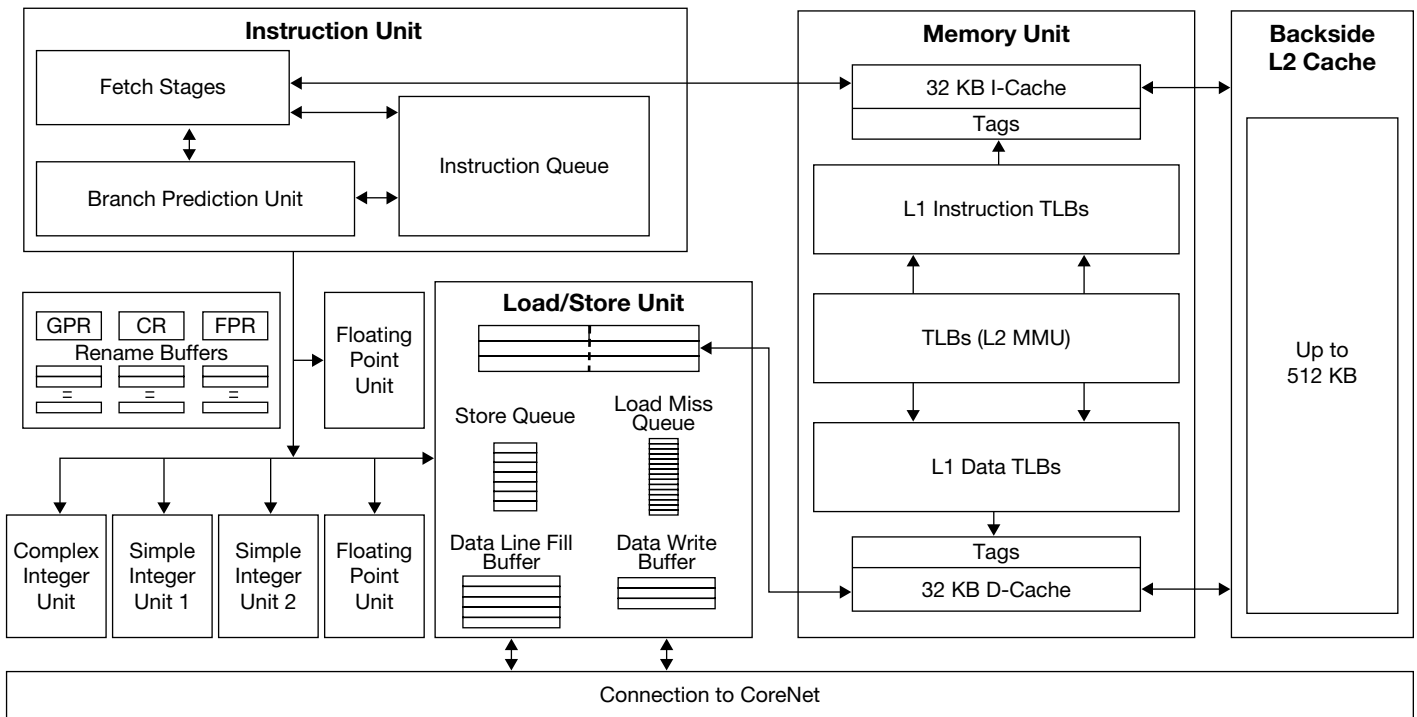 Instruction Unit
Fetch Stages
Instruction Queue
Branch Prediction Unit
Memory Unit
32 KB I-Cache
Tags
L1 Instruction TLBs
TLBs (L2 MMU)
L1 Data TLBs
Tags
32 KB D-Cache
Backside
L2 Cache
Up to
512 KB
GPR
CR
FPR
Rename Buffers
=
=
=
Floating
Point
Unit
Load/Store Unit
Store Queue
Load Miss
Queue
Data Line Fill
Buffer
Data Write
Buffer
Complex
Integer
Unit
Simple
Integer
Unit 1
Simple
Integer
Unit 2
Floating
Point
Unit
Connection to CoreNet